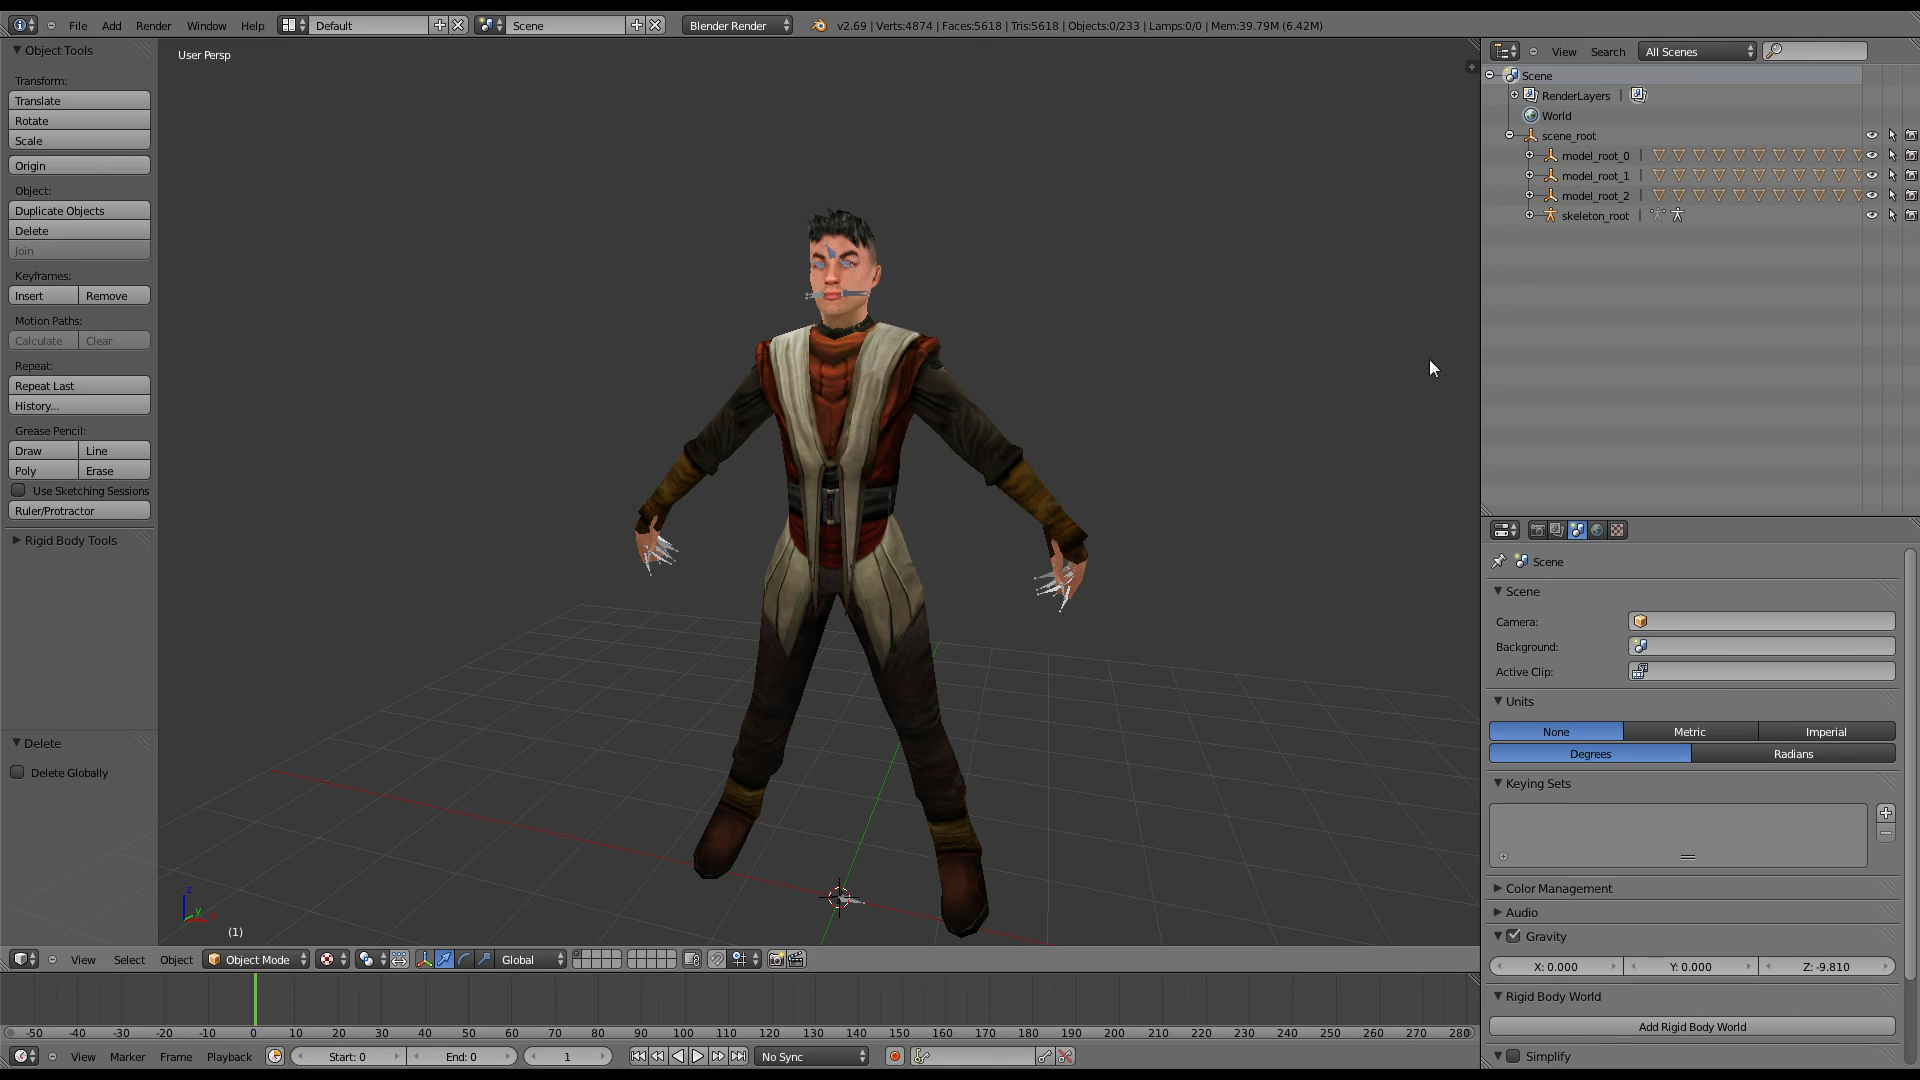 File Add Render Window Help Default Scene Blender Render v2.69 | Verts:4874 | Faces:5618 | Tris:5618 | Objects:0/233 | Lamps:0/0 | Mem:39.79M (6.42M)
Object Tools
Transform:
Translate
Rotate
Scale
Origin
Object:
Duplicate Objects
Delete
Join
Keyframes:
Insert Remove
Motion Paths:
Calculate Clear
Repeat:
Repeat Last
History...
Grease Pencil:
Draw Line
Poly Erase
Use Sketching Sessions
Ruler/Protractor
Rigid Body Tools
Delete
Delete Globally
User Persp
z
y
x
(1)
View Select Object Object Mode Global
-50 -40 -30 -20 -10 0 10 20 30 40 50 60 70 80 90 100 110 120 130 140 150 160 170 180 190 200 210 220 230 240 250 260 270 280
View Marker Frame Playback Start: 0 End: 0 1 No Sync
View Search All Scenes
Scene
RenderLayers |
World
scene_root
model_root_0 |
model_root_1 |
model_root_2 |
skeleton_root |
Scene
Scene
Camera:
Background:
Active Clip:
Units
None Metric Imperial
Degrees Radians
Keying Sets
Color Management
Audio
Gravity
X: 0.000 Y: 0.000 Z: -9.810
Rigid Body World
Add Rigid Body World
Simplify